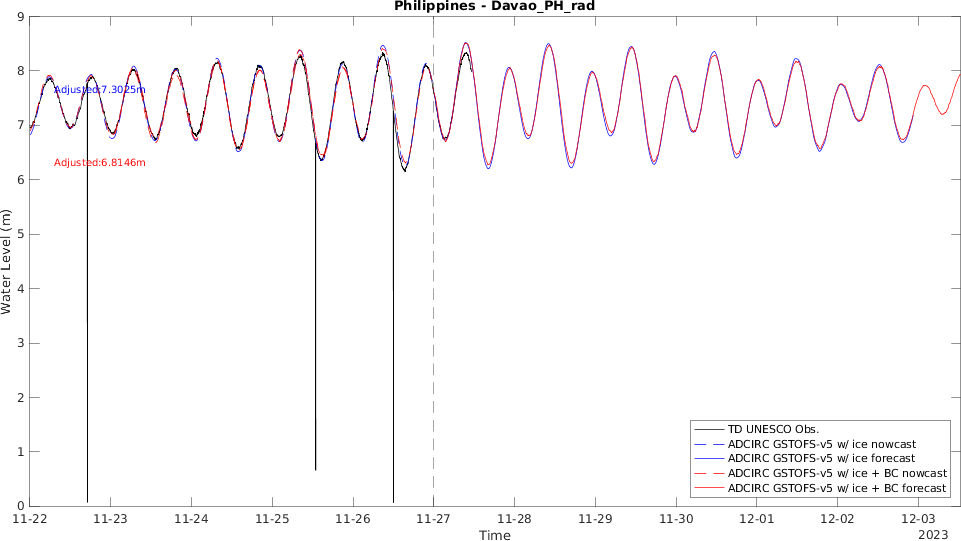 Philippines - Davao_PH_rad
9
8
7
6
5
4
3
2
1
0
Water Level (m)
Adjusted:7.3025m
Adjusted:6.8146m
TD UNESCO Obs.
ADCIRC GSTOFS-v5 w/ ice nowcast
ADCIRC GSTOFS-v5 w/ ice forecast
ADCIRC GSTOFS-v5 w/ ice + BC nowcast
ADCIRC GSTOFS-v5 w/ ice + BC forecast
11-22 11-23 11-24 11-25 11-26 11-27 11-28 11-29 11-30 12-01 12-02 12-03
Time
2023